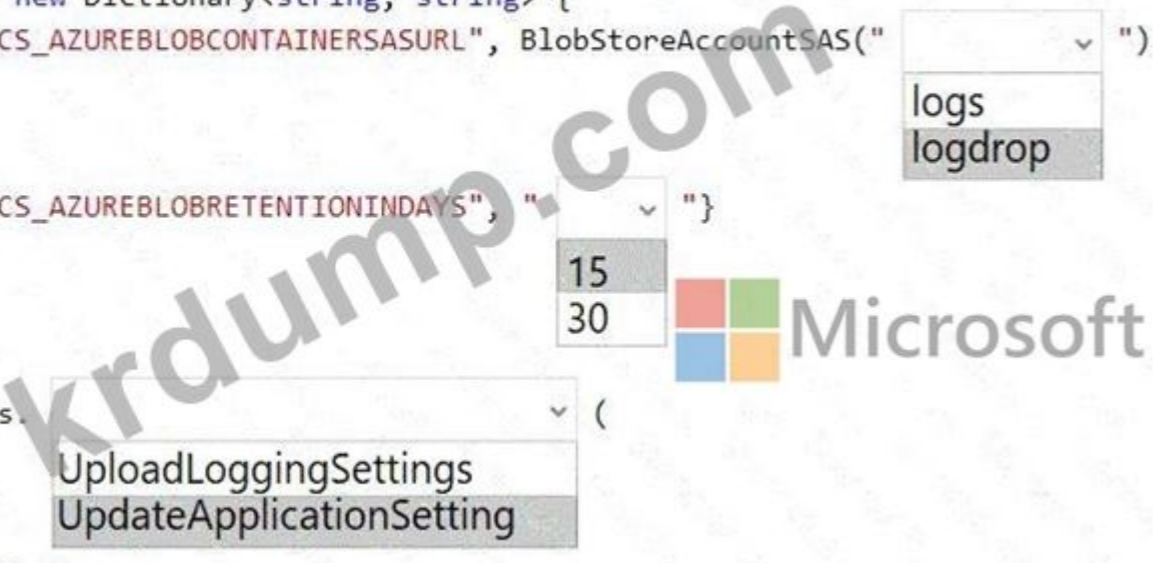 new Dictionary<string, string> {
CS_AZUREBLOBCONTAINERSASURL", BlobStoreAccountSAS(" ")
logs
logdrop
CS_AZUREBLOBRETENTIONINDAYS", " "}
15
30
Microsoft
s. (
UploadLoggingSettings
UpdateApplicationSetting
krdump.com